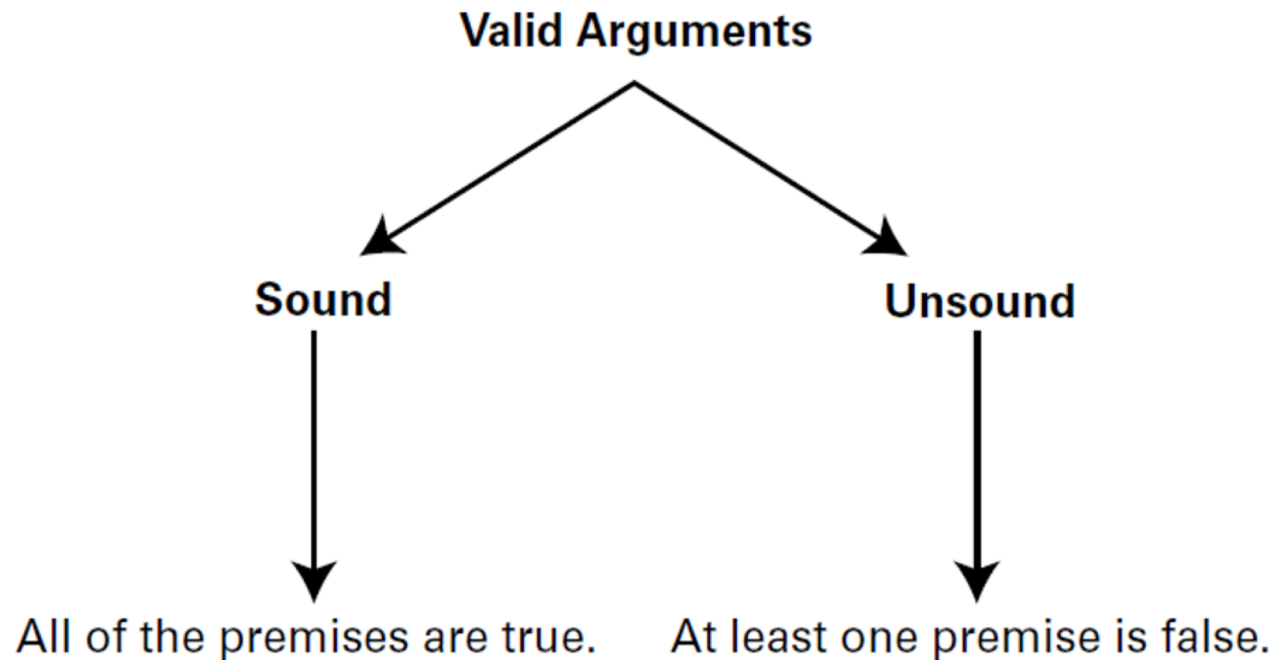 Valid Arguments
Sound
Unsound
All of the premises are true.
At least one premise is false.